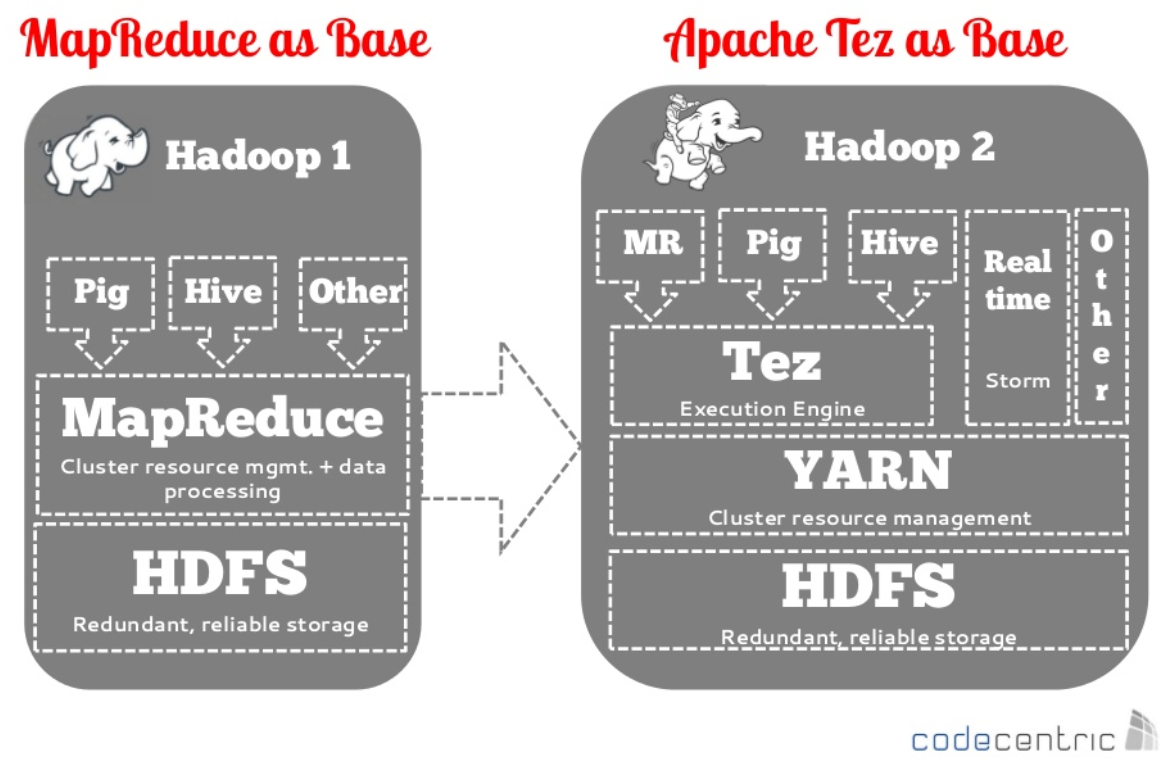 MapReduce as Base
Hadoop 1
Pig
Hive
Other
MapReduce
Cluster resource mgmt. + data
processing
HDFS
Redundant, reliable storage
Apache Tez as Base
Hadoop 2
MR
Pig
Hive
Real
time
Storm
Other
Tez
Execution Engine
YARN
Cluster resource management
HDFS
Redundant, reliable storage
codecentric